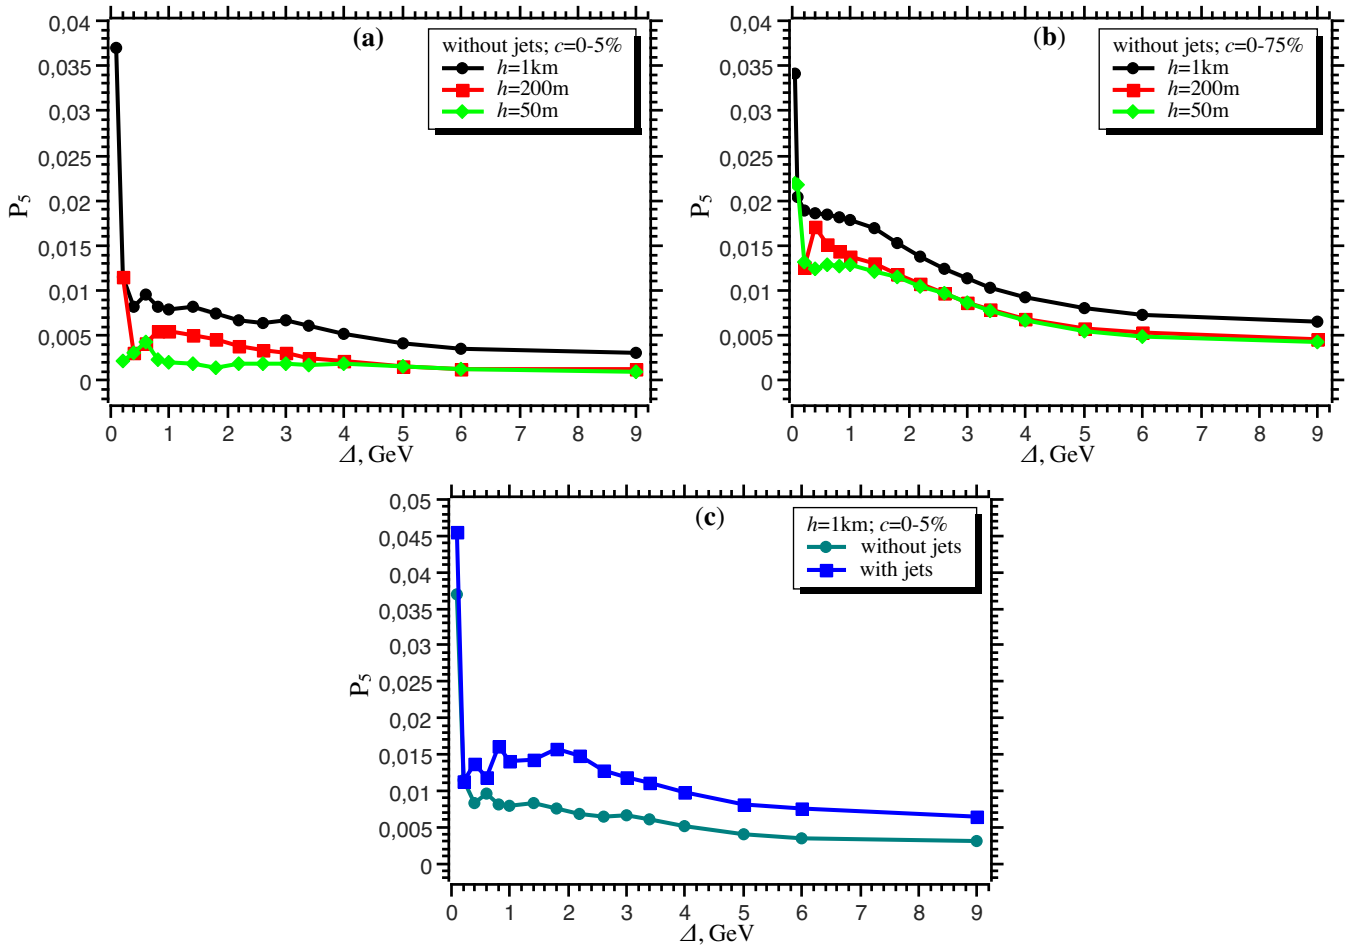 (a)
without jets; c=0-5%
h=1km
h=200m
h=50m
0,04
0,035
0,03
0,025
0,02
0,015
0,01
0,005
0
P5
0 1 2 3 4 5 6 7 8 9
Δ, GeV
(b)
without jets; c=0-75%
h=1km
h=200m
h=50m
0,04
0,035
0,03
0,025
0,02
0,015
0,01
0,005
0
P5
0 1 2 3 4 5 6 7 8 9
Δ, GeV
(c)
h=1km; c=0-5%
without jets
with jets
0,05
0,045
0,04
0,035
0,03
0,025
0,02
0,015
0,01
0,005
0
P5
0 1 2 3 4 5 6 7 8 9
Δ, GeV